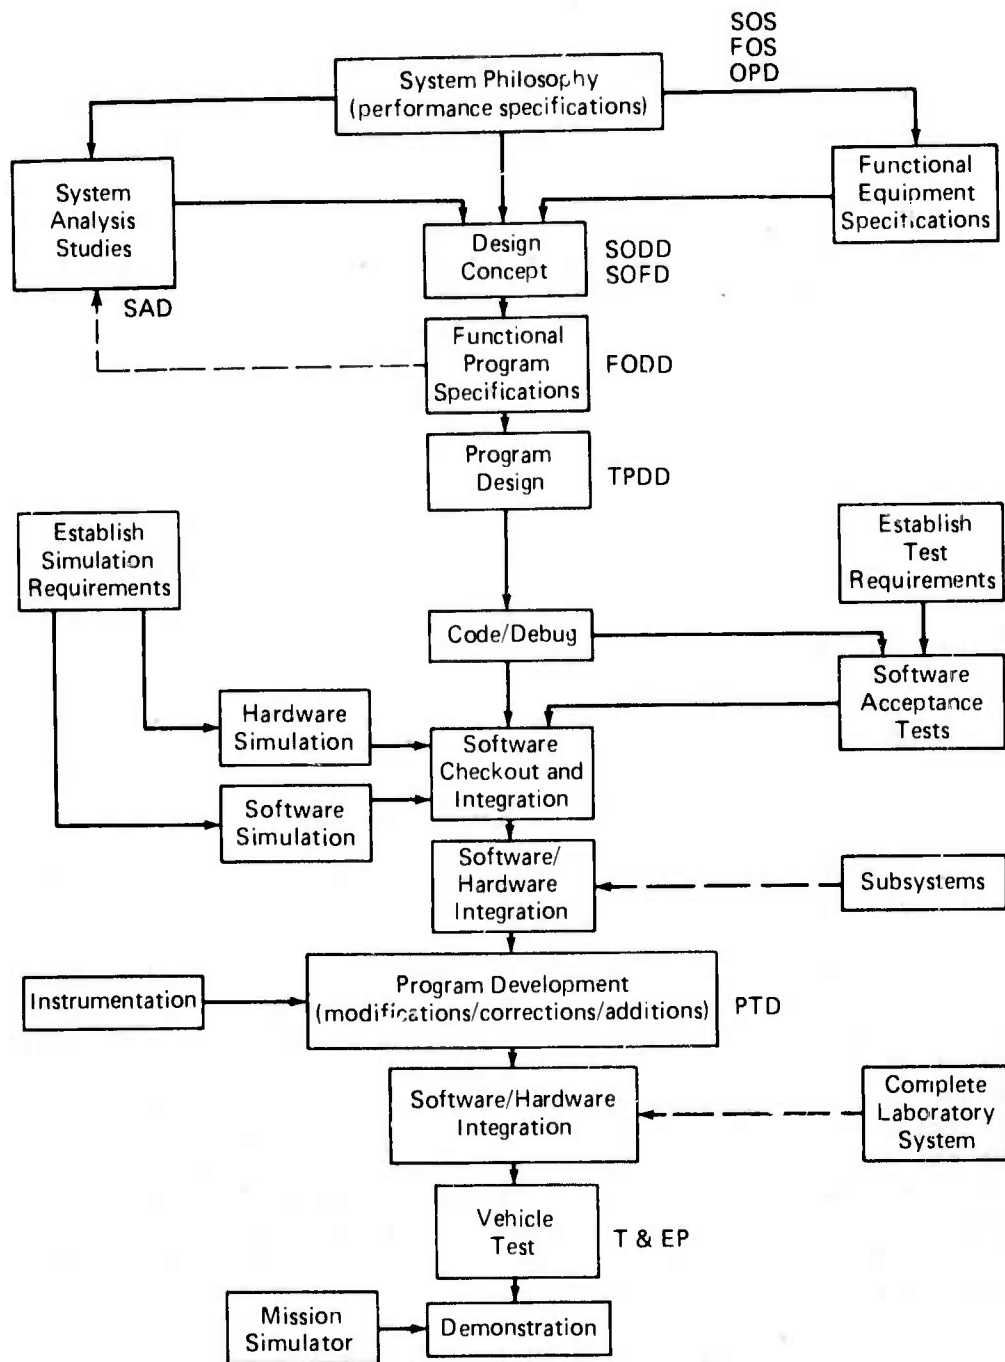 SOS
FOS
OPD
System Philosophy
(performance specifications)
System
Analysis
Studies
Functional
Equipment
Specifications
Design
Concept
SODD
SOFD
SAD
Functional
Program
Specifications
FODD
Program
Design
TPDD
Establish
Simulation
Requirements
Establish
Test
Requirements
Code/Debug
Software
Acceptance
Tests
Hardware
Simulation
Software
Checkout and
Integration
Software
Simulation
Software/
Hardware
Integration
Subsystems
Instrumentation
Program Development
(modifications/corrections/additions)
PTD
Software/Hardware
Integration
Complete
Laboratory
System
Vehicle
Test
T & EP
Mission
Simulator
Demonstration